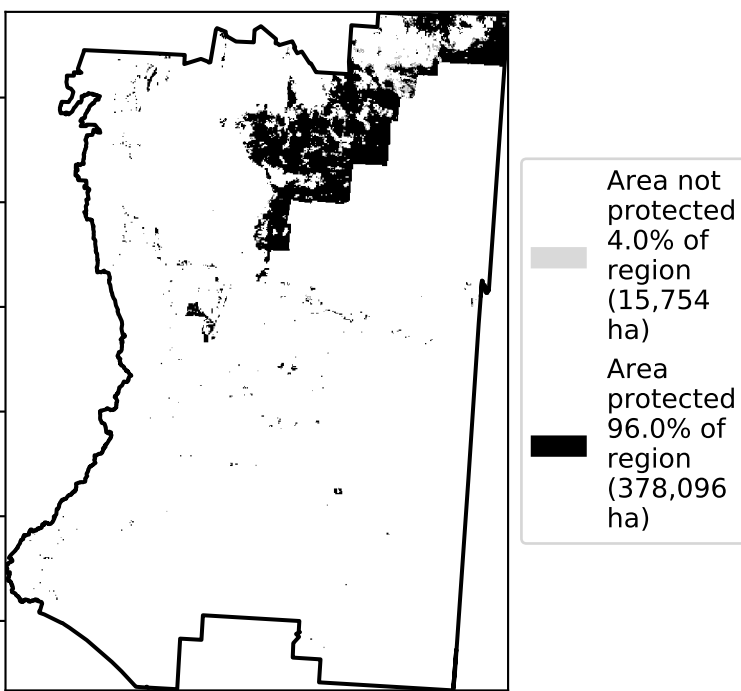 Area not
protected
4.0% of
region
(15,754
ha)
Area
protected
96.0% of
region
(378,096
ha)